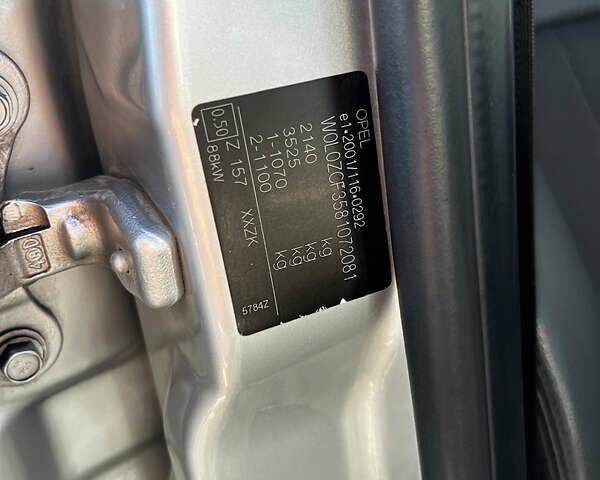 OPEL
e1*2001/116*0292
W0L0ZCF3581072081
2140 kg
3525 kg
1-1070 kg
2-1100 kg
0.50 Z 157 XXZK
88kW
5784Z